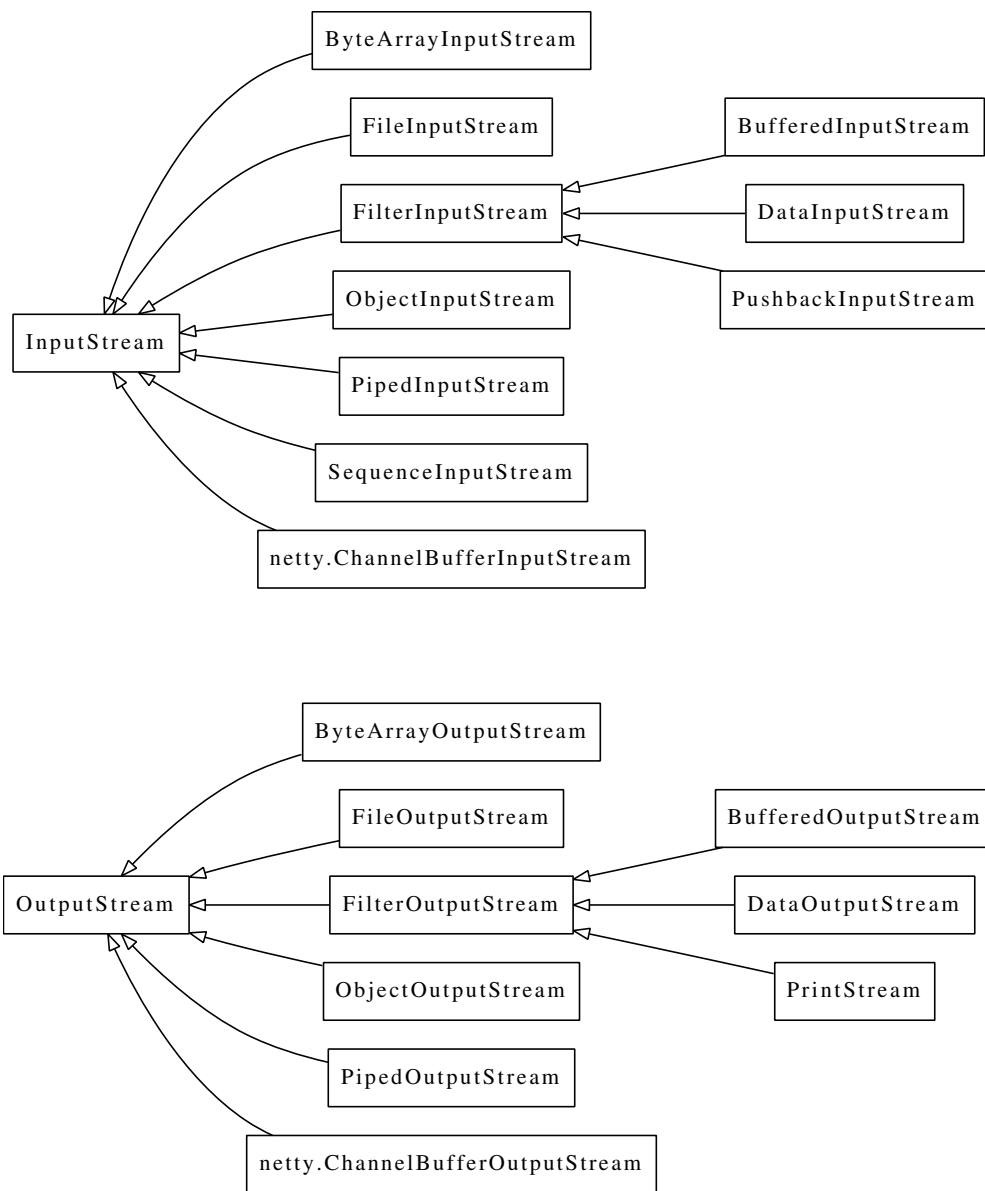 ByteArrayInputStream
FileInputStream
BufferedInputStream
FilterInputStream
DataInputStream
ObjectInputStream
PushbackInputStream
InputStream
PipedInputStream
SequenceInputStream
netty.ChannelBufferInputStream
ByteArrayOutputStream
FileOutputStream
BufferedOutputStream
OutputStream
FilterOutputStream
DataOutputStream
ObjectOutputStream
PrintStream
PipedOutputStream
netty.ChannelBufferOutputStream